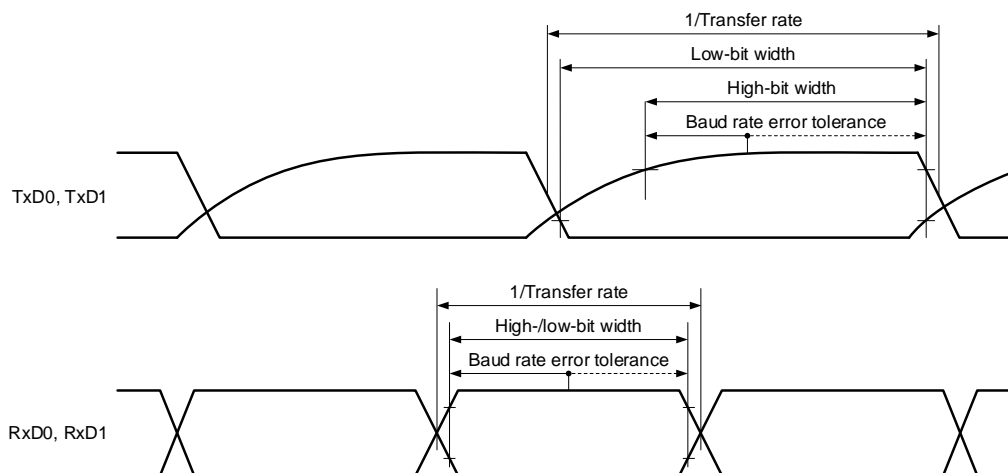 1/Transfer rate
Low-bit width
High-bit width
Baud rate error tolerance
TxD0, TxD1
1/Transfer rate
High-/low-bit width
Baud rate error tolerance
RxD0, RxD1